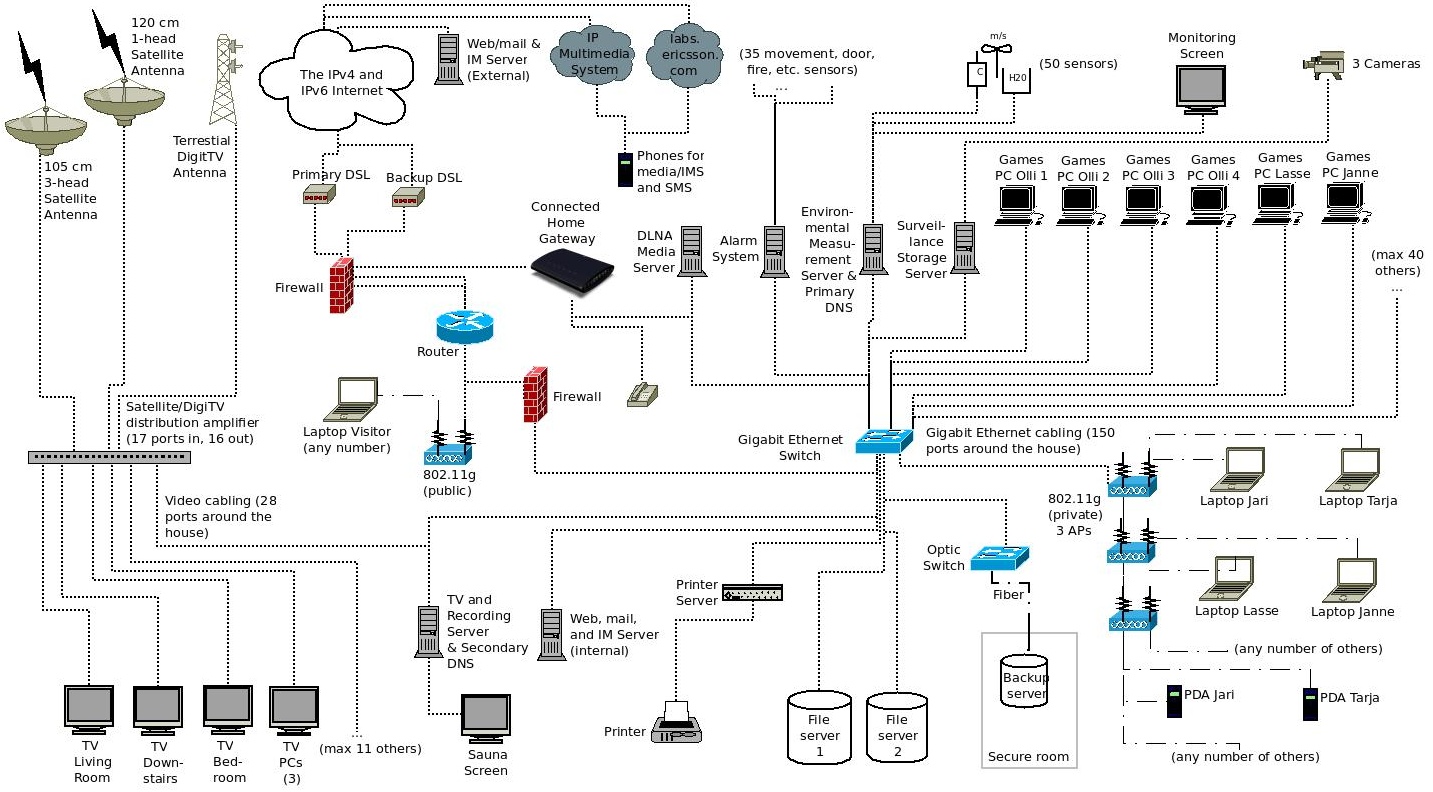 120 cm
1-head
Satellite
Antenna
105 cm
3-head
Satellite
Antenna
Terrestial
DigitTV
Antenna
The IPv4 and
IPv6 Internet
Web/mail &
IM Server
(External)
IP
Multimedia
System
labs.
ericsson.
com
(35 movement, door,
fire, etc. sensors)
...
m/s
C
H20
(50 sensors)
Monitoring
Screen
3 Cameras
Primary DSL
Backup DSL
Phones for
media/IMS
and SMS
Games
PC Olli 1
Games
PC Olli 2
Games
PC Olli 3
Games
PC Olli 4
Games
PC Lasse
Games
PC Janne
Connected
Home
Gateway
DLNA
Media
Server
Alarm
System
Environ-
mental
Measu-
rement
Server &
Primary
DNS
Surveil-
lance
Storage
Server
(max 40
others)
...
Firewall
Router
Firewall
Laptop Visitor
(any number)
802.11g
(public)
Satellite/DigiTV
distribution amplifier
(17 ports in, 16 out)
Gigabit Ethernet
Switch
Gigabit Ethernet cabling (150
ports around the house)
Video cabling (28
ports around the
house)
802.11g
(private)
3 APs
Laptop Jari
Laptop Tarja
Optic
Switch
Fiber
Laptop Lasse
Laptop Janne
Printer
Server
TV and
Recording
Server
& Secondary
DNS
Web, mail,
and IM Server
(internal)
(any number of others)
Backup
server
Secure room
PDA Jari
PDA Tarja
(any number of others)
TV
Living
Room
TV
Down-
stairs
TV
Bed-
room
TV
PCs
(3)
...
(max 11 others)
Sauna
Screen
Printer
File
server
1
File
server
2